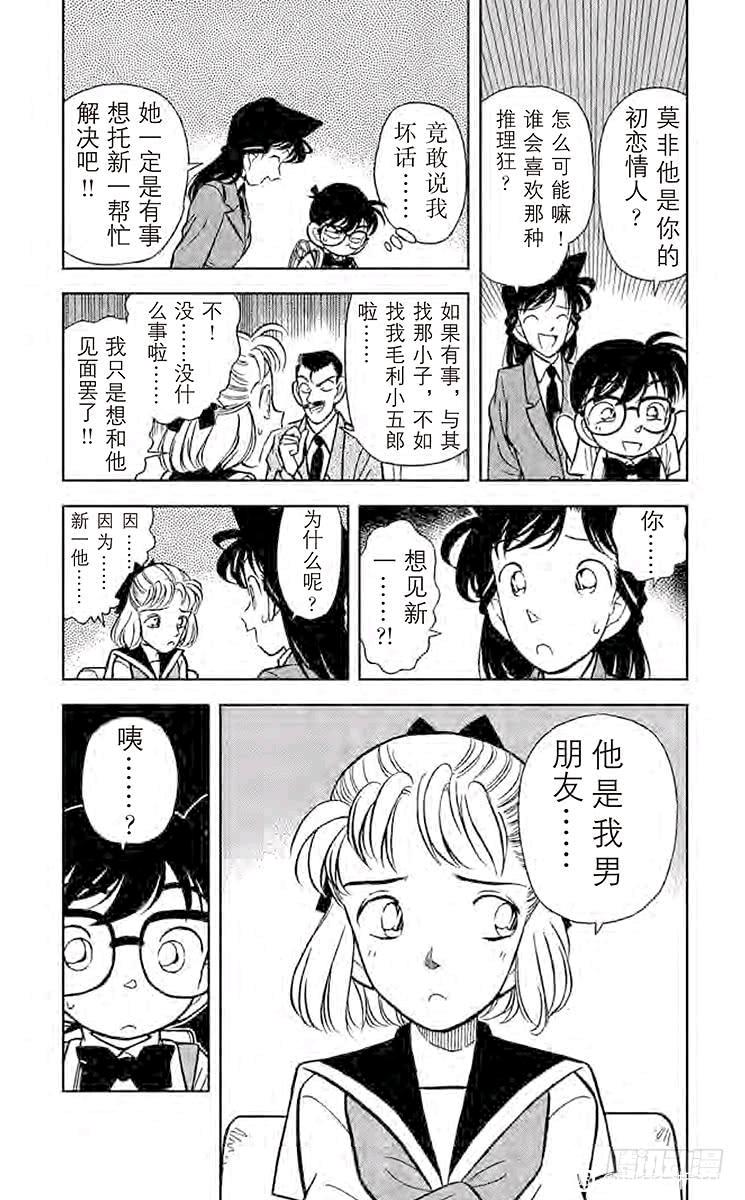 莫非他是你的
初恋情人？
怎么可能嘛！
谁会喜欢那种
推理狂？
竟敢说我
坏话……
她一定是有事
想托新一帮忙
解决吧！！
如果有事，与其
找那小子，不如
找我毛利小五郎
啦……
不！
没……没什
么事啦……
我只是想和他
见面罢了！！
你……
想见新
一……?!
为什么呢？
因……
因为……
新一他……
他是我男
朋友……
咦……？
腾讯动漫